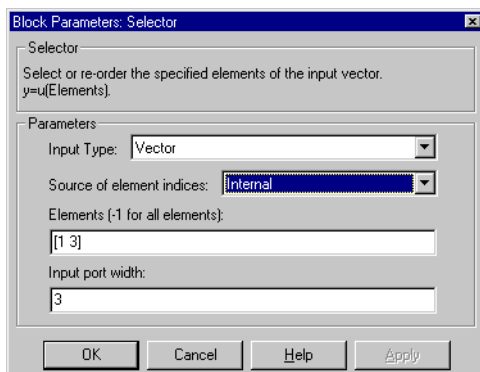 Block Parameters: Selector
Selector
Select or re-order the specified elements of the input vector.
y=u(Elements).
Parameters
Input Type: Vector
Source of element indices: Internal
Elements (-1 for all elements):
[1 3]
Input port width:
3
OK Cancel Help Apply